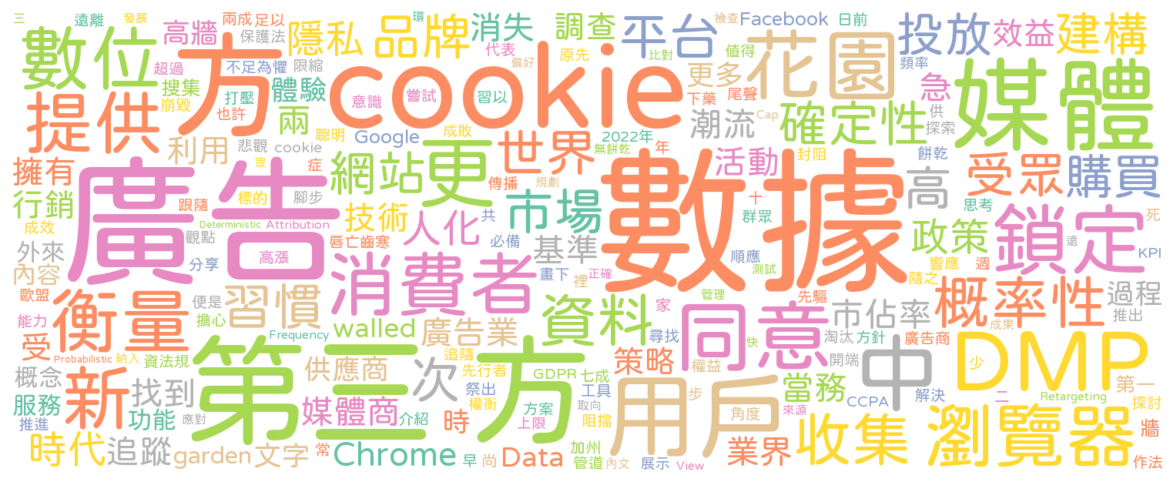 三 發展 遠離 高牆 兩成 足以 環
數位 隱私 品牌 消失 調查 平台 Facebook 日前 投放 效益 建構
保護法 代表 原先 檢查
方 cookie 花園 媒體
超過 不足為懼 限縮 偏好 比對 值得 頻率
提供 搜集 體驗 更多 急
崩毀 打壓 意識 嘗試 習以 下藥 尾聲 Cap 供
也許 兩 潮流 確定性 探索
聰明 Google 成敗 2022年
利用 悲觀 cookie 無餅乾 年 封阻 餅乾
擁有 眾 症 網站 更 世界 活動 高 受眾 購買
廣告 數據
行銷 跟隨 標的 腳步 傳播 規劃 十 思考
成效 Deterministic Attribution 技術 人化 市場 群眾 死
外來 觀點 唇亡齒寒 共 必備 基準 順應 政策 鎖定
內容 分享 高漲 畫下 響應 週 遠 KPI
歐盟 便是 消費者 裡 正確 測試 隨之
衡量 習慣 管理 先驅 概率性 過程
能力 擔心 資料 家 同意 市佔率 推出
受 Frequency walled 廣告業 尋找 快 淘汰 方針 廣告商 成果
Probabilistic 納入 資法規 第三方 追隨
概念 供應商 先行者 策略 權益 開端 少 第一
新 找到 次 GDPR 七成 用戶 步 當務 中 DMP
服務 祭出 工具 CCPA 解決 二 Retargeting
推進 功能 應對 媒體商 介紹 權衡 方案 取向 角度 來源 探討
時 上限 阻擋 收集 瀏覽器 牆
時代 追蹤 garden 文字 常 Chrome 早 尚 Data 加州 業界
管道 內文 展示 View 作法